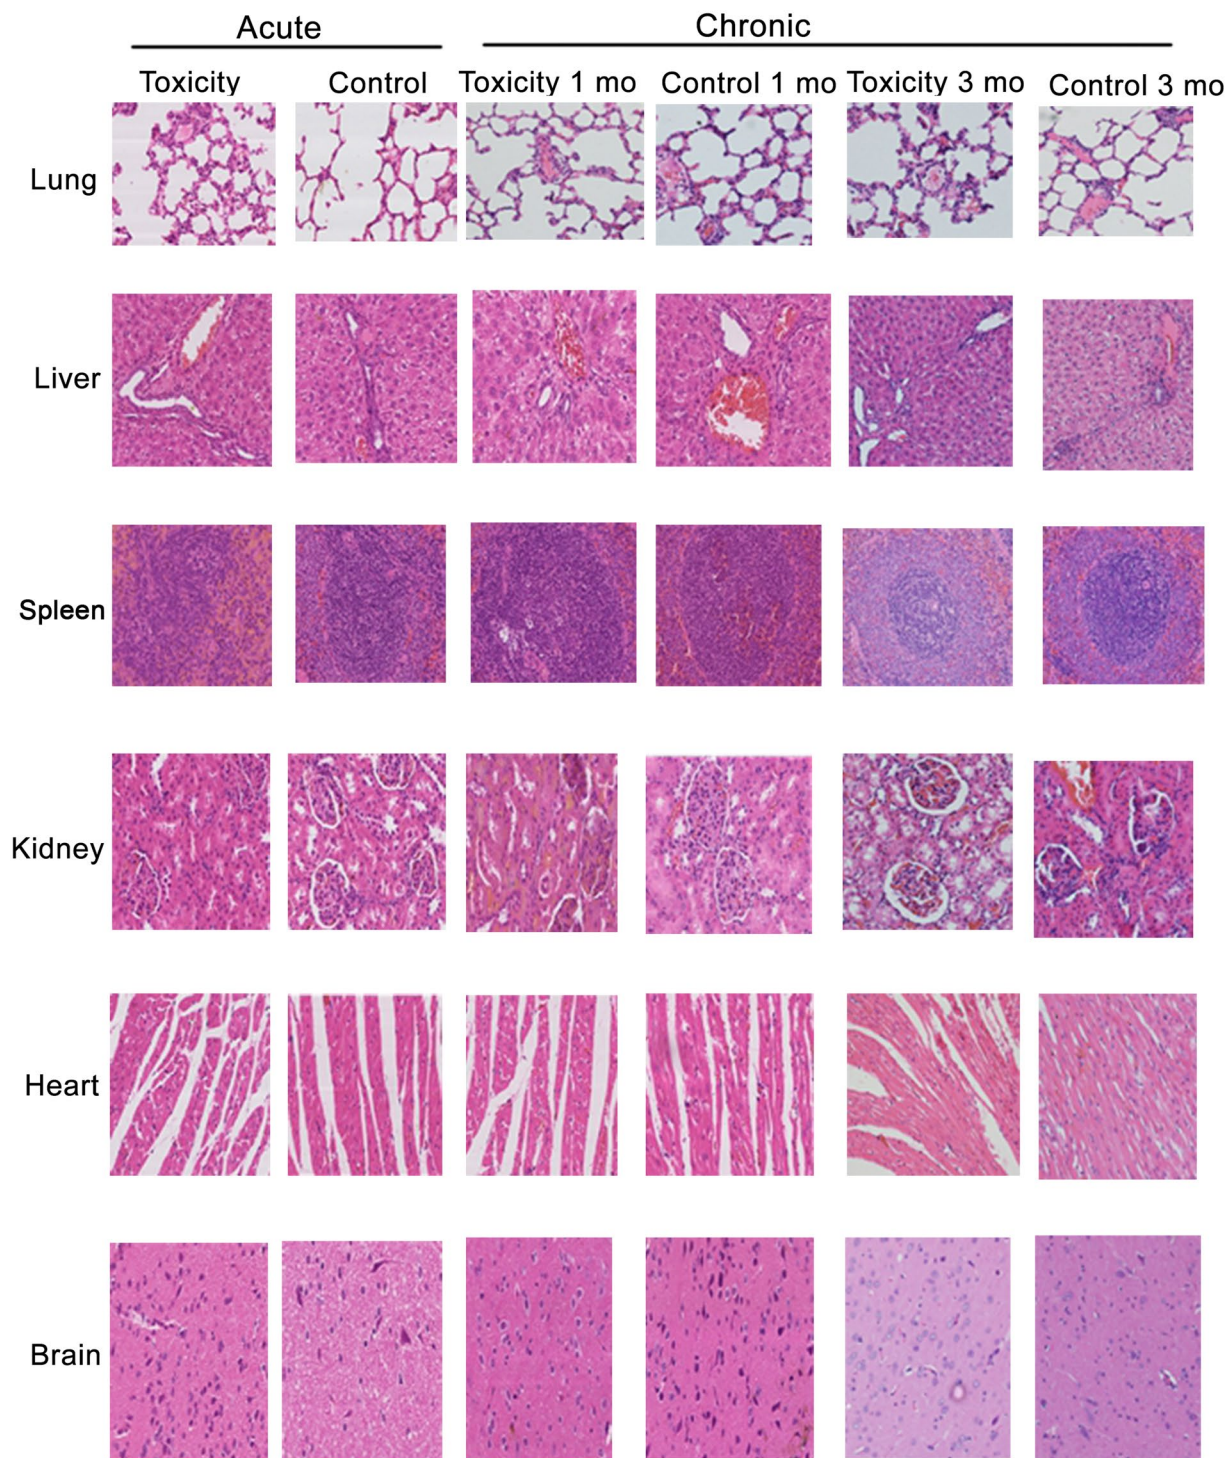 Acute
Chronic
Toxicity
Control
Toxicity 1 mo
Control 1 mo
Toxicity 3 mo
Control 3 mo
Lung
Liver
Spleen
Kidney
Heart
Brain